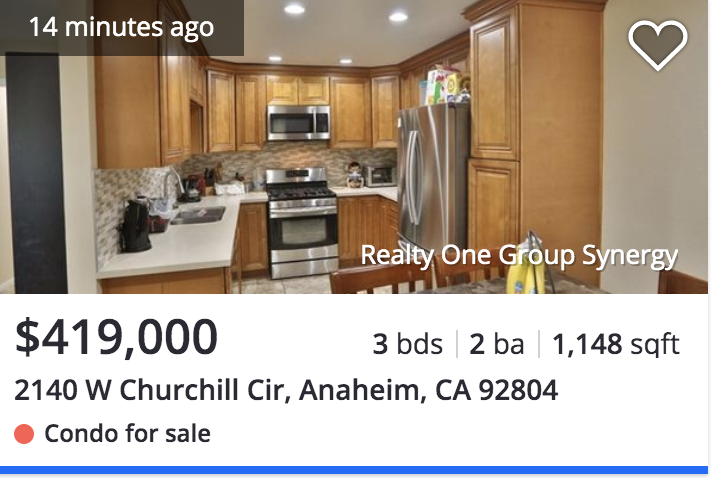 14 minutes ago
Realty One Group Synergy
$419,000 3 bds 2 ba 1,148 sqft
2140 W Churchill Cir, Anaheim, CA 92804
Condo for sale